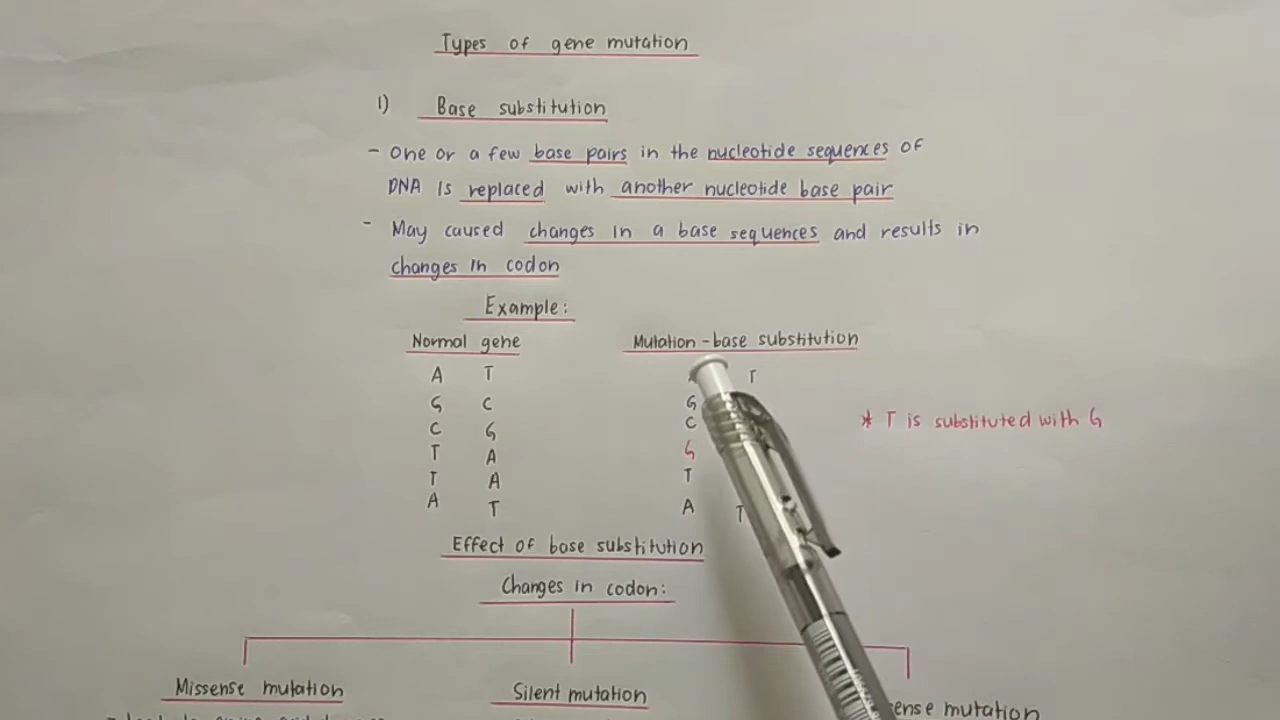 Types of gene mutation
1) Base substitution
- One or a few base pairs in the nucleotide sequences of
DNA is replaced with another nucleotide base pair
- May caused changes in a base sequences and results in
changes in codon
Example:
Normal gene Mutation - base substitution
A T T
G C G
C G C
* T is substituted with G
T A G
T A T
A T A T
Effect of base substitution
Changes in codon:
Missense mutation Silent mutation mutation